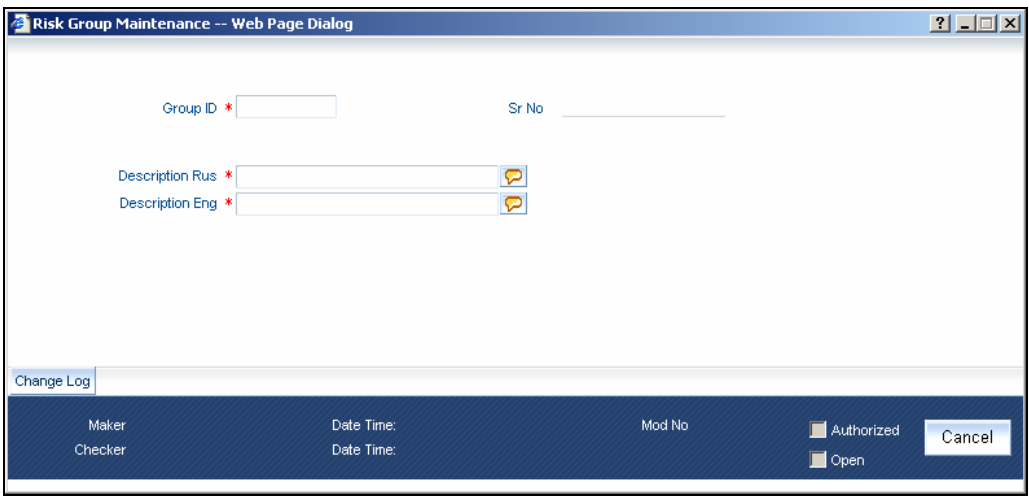 Risk Group Maintenance -- Web Page Dialog
Group ID * Sr No
Description Rus *
Description Eng *
Change Log
Maker Date Time: Mod No Authorized Cancel
Checker Date Time: Open